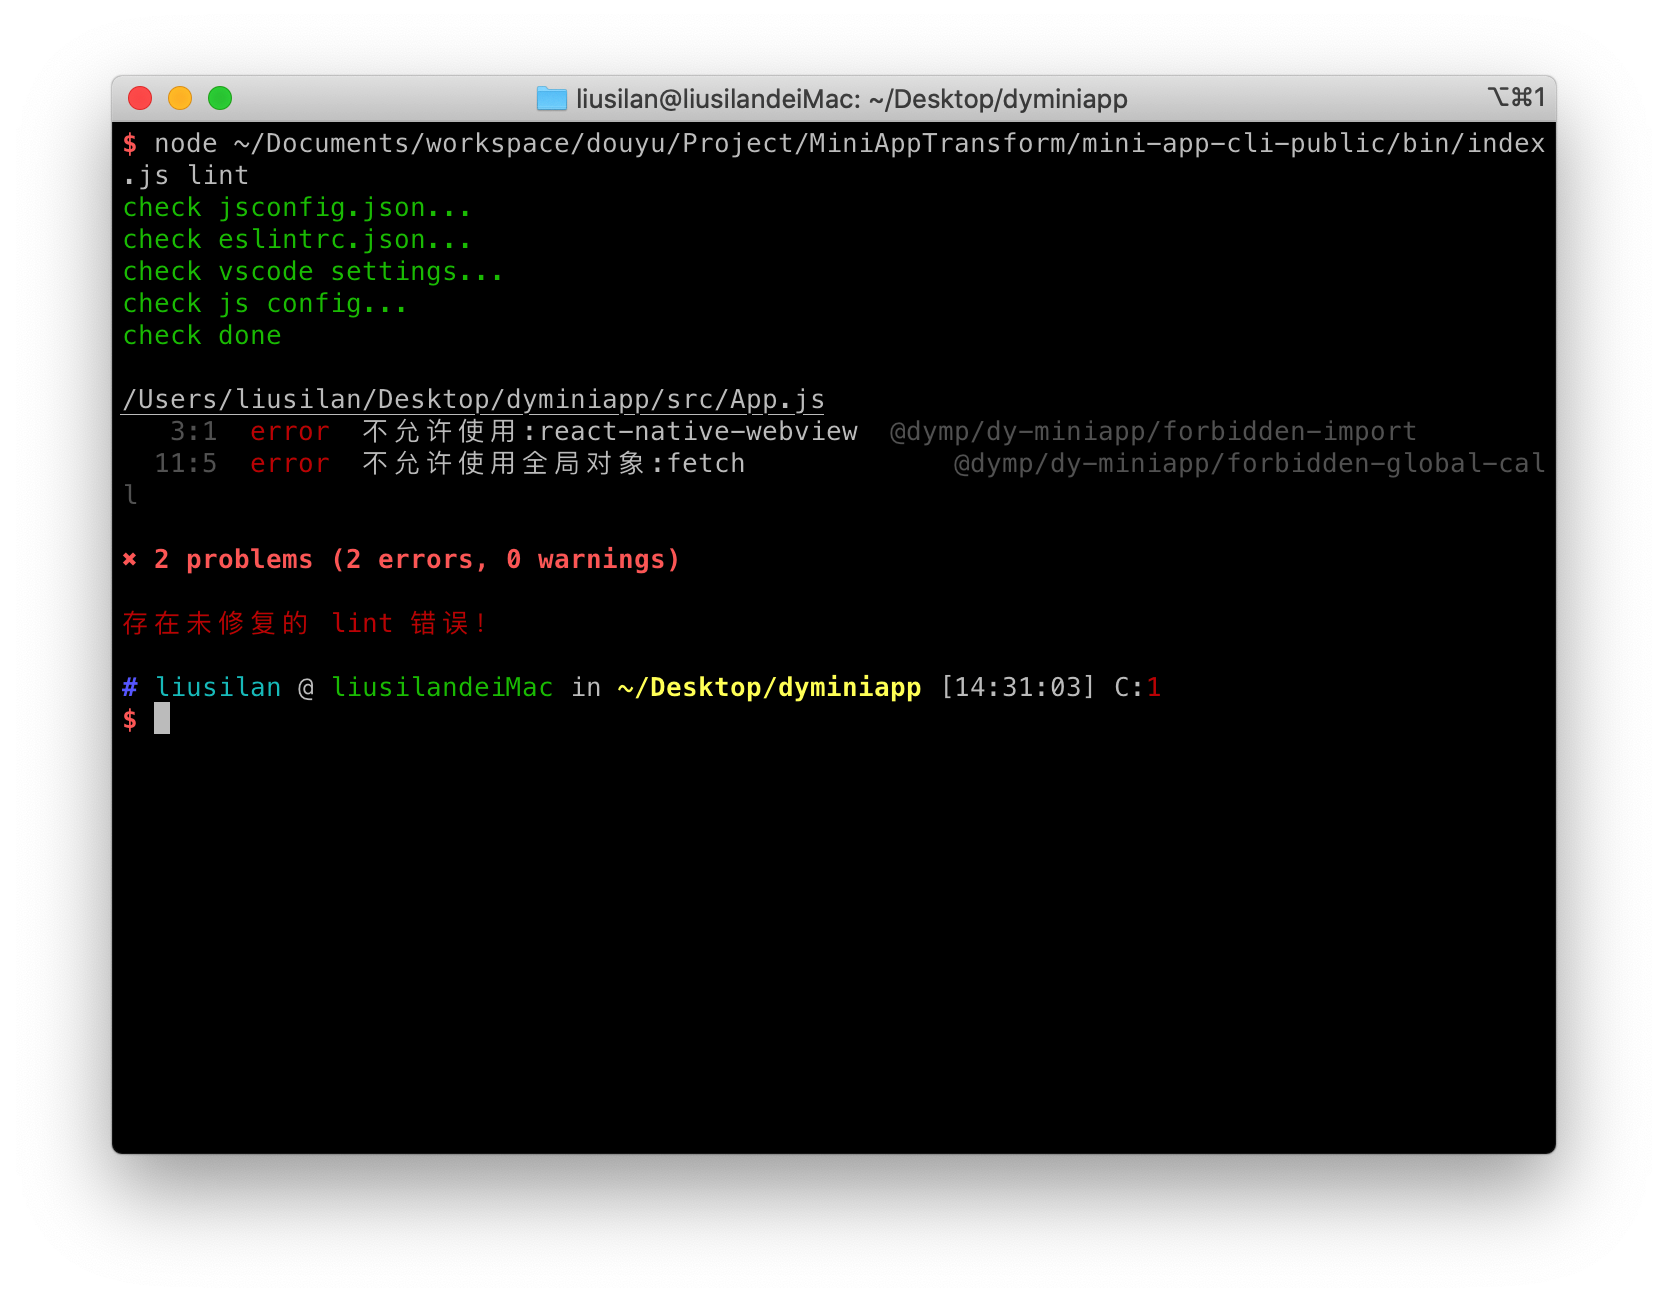 liusilan@liusilandeiMac: ~/Desktop/dyminiapp ⌥⌘1
$ node ~/Documents/workspace/douyu/Project/MiniAppTransform/mini-app-cli-public/bin/index
.js lint
check jsconfig.json...
check eslintrc.json...
check vscode settings...
check js config...
check done
/Users/liusilan/Desktop/dyminiapp/src/App.js
3:1 error 不允许使用:react-native-webview @dymp/dy-miniapp/forbidden-import
11:5 error 不允许使用全局对象:fetch @dymp/dy-miniapp/forbidden-global-cal
l
✖ 2 problems (2 errors, 0 warnings)
存在未修复的 lint 错误!
# liusilan @ liusilandeiMac in ~/Desktop/dyminiapp [14:31:03] C:1
$